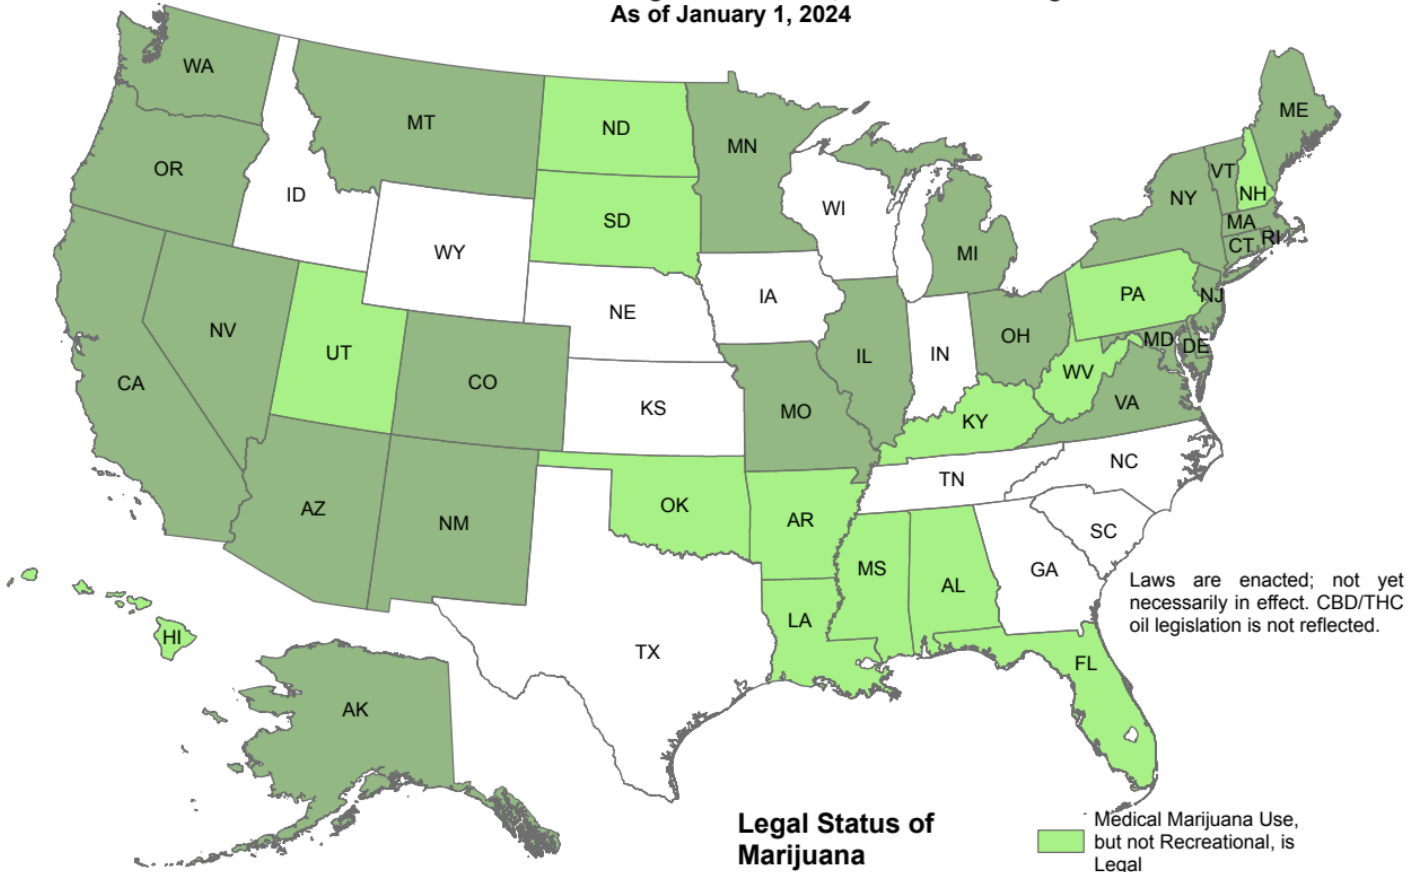 As of January 1, 2024
WA
MT
ND
MN
ME
OR
ID
SD
WI
VT
NH
NY
MA
CT
RI
WY
MI
NE
IA
PA
NJ
NV
UT
IL
IN
OH
MD
DE
CA
CO
KS
MO
WV
VA
KY
NC
TN
AZ
NM
OK
AR
SC
MS
AL
GA
LA
HI
TX
FL
AK
Laws are enacted; not yet
necessarily in effect. CBD/THC
oil legislation is not reflected.
Legal Status of
Marijuana
Medical Marijuana Use,
but not Recreational, is
Legal